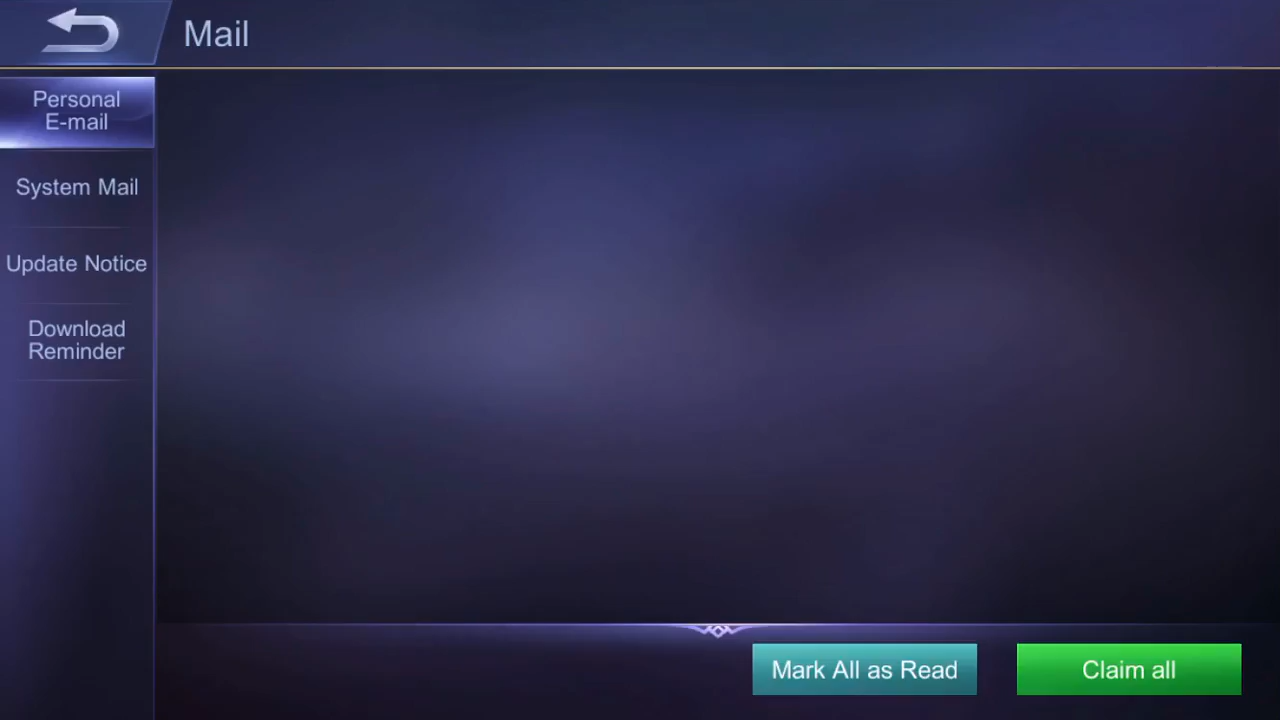 Mail
Personal
E-mail
System Mail
Update Notice
Download
Reminder
Mark All as Read
Claim all